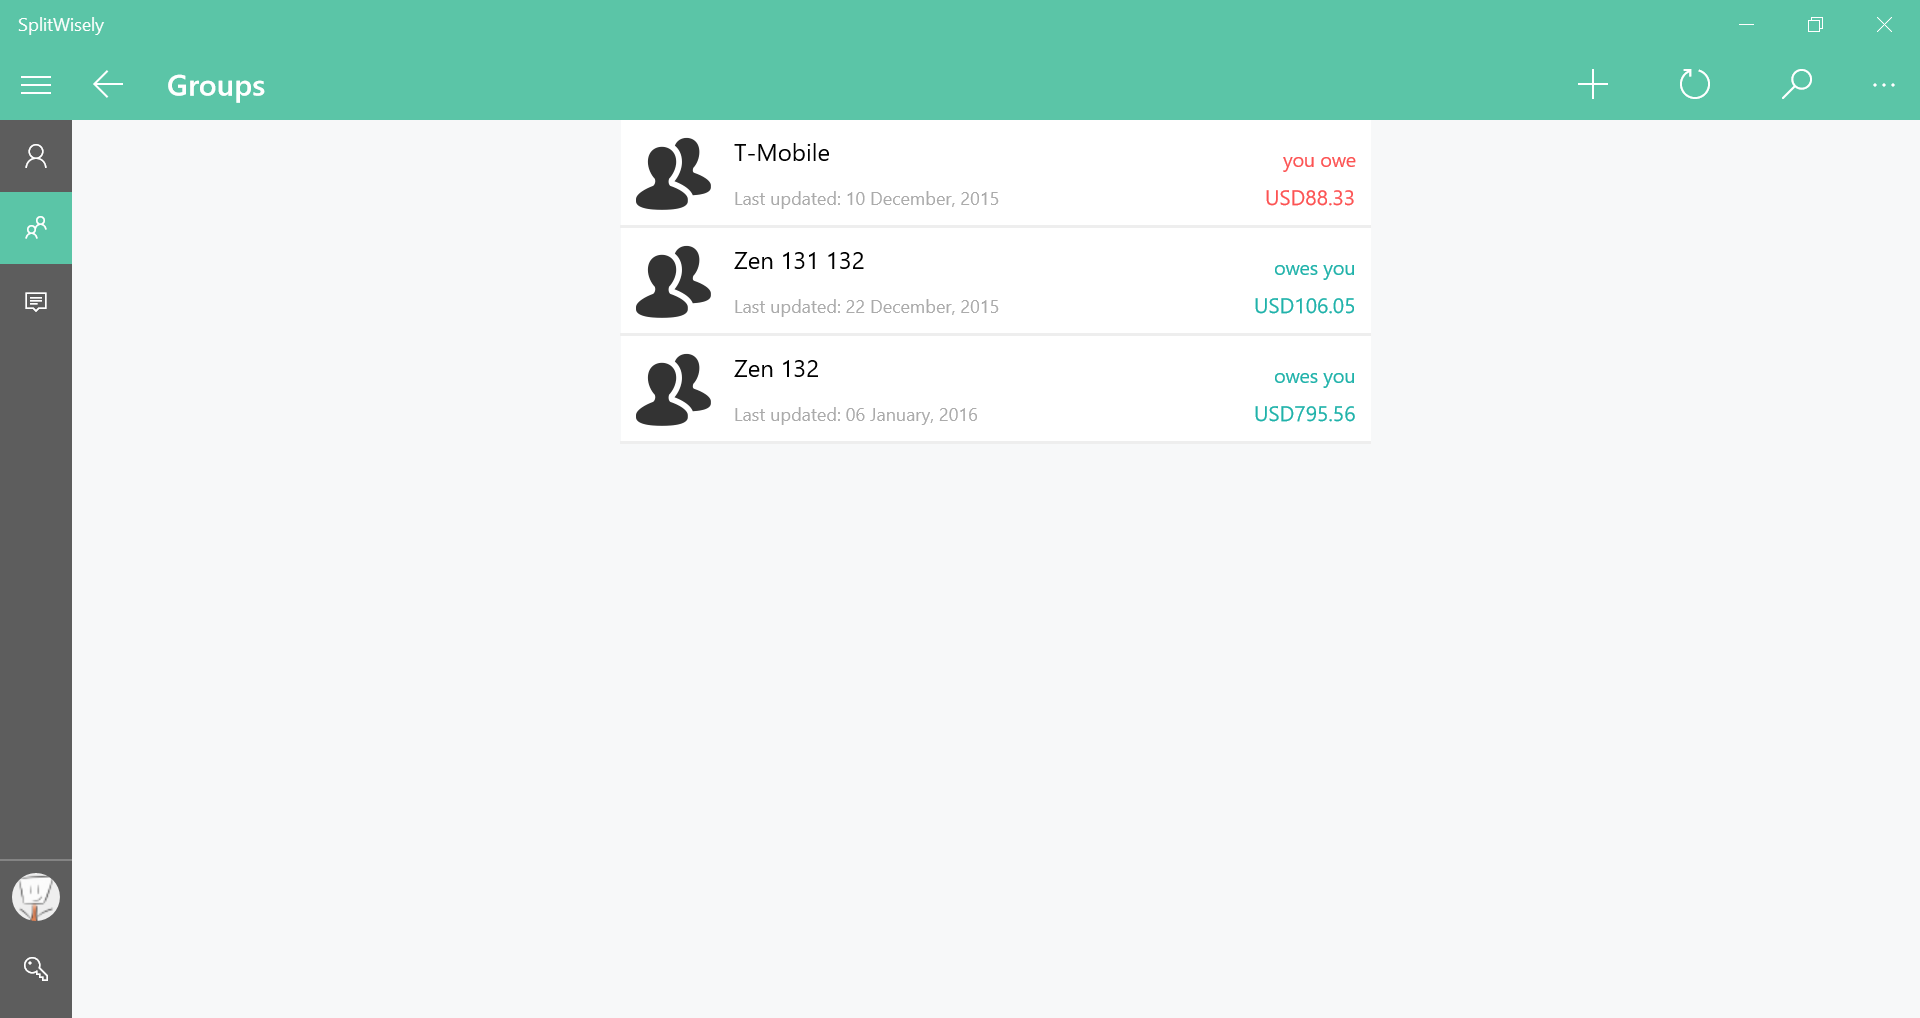 SplitWisely
Groups
T-Mobile
you owe
Last updated: 10 December, 2015
USD88.33
Zen 131 132
owes you
Last updated: 22 December, 2015
USD106.05
Zen 132
owes you
Last updated: 06 January, 2016
USD795.56